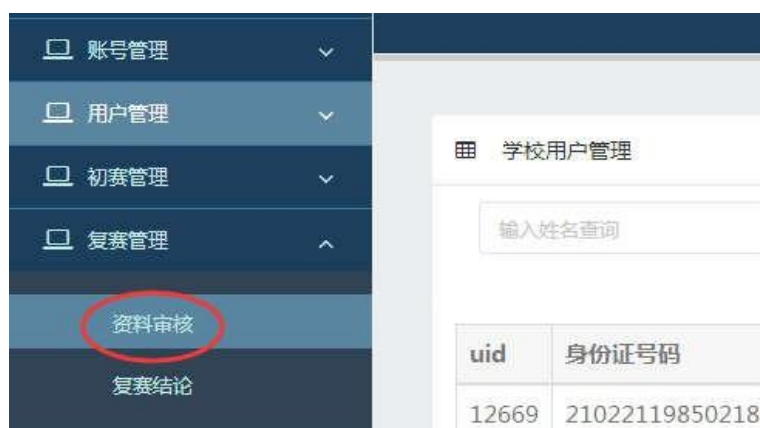 账号管理
用户管理
初赛管理
复赛管理
资料审核
复赛结论
学校用户管理
输入姓名查询
uid 身份证号码
12669 21022119850218